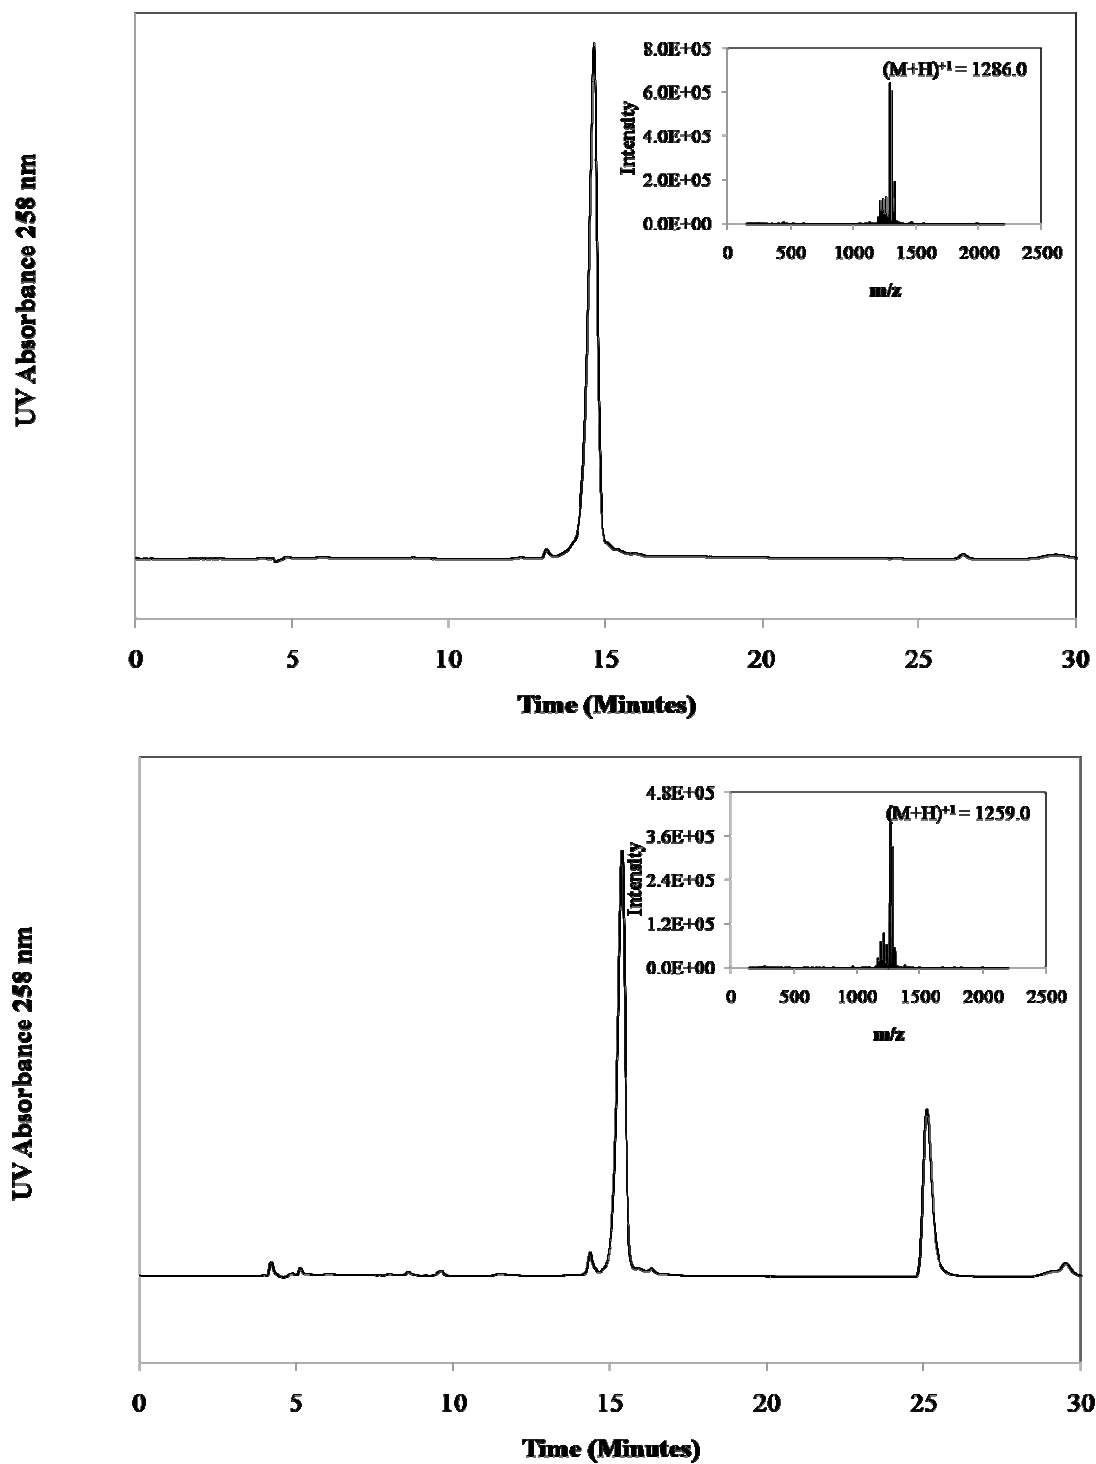 (M+H)+1 = 1286.0
8.0E+05
6.0E+05
4.0E+05
2.0E+05
0.0E+00
Intensity
0 500 1000 1500 2000 2500
m/z
UV Absorbance 258 nm
0 5 10 15 20 25 30
Time (Minutes)
(M+H)+1 = 1259.0
4.8E+05
3.6E+05
2.4E+05
1.2E+05
0.0E+00
Intensity
0 500 1000 1500 2000 2500
m/z
UV Absorbance 258 nm
0 5 10 15 20 25 30
Time (Minutes)